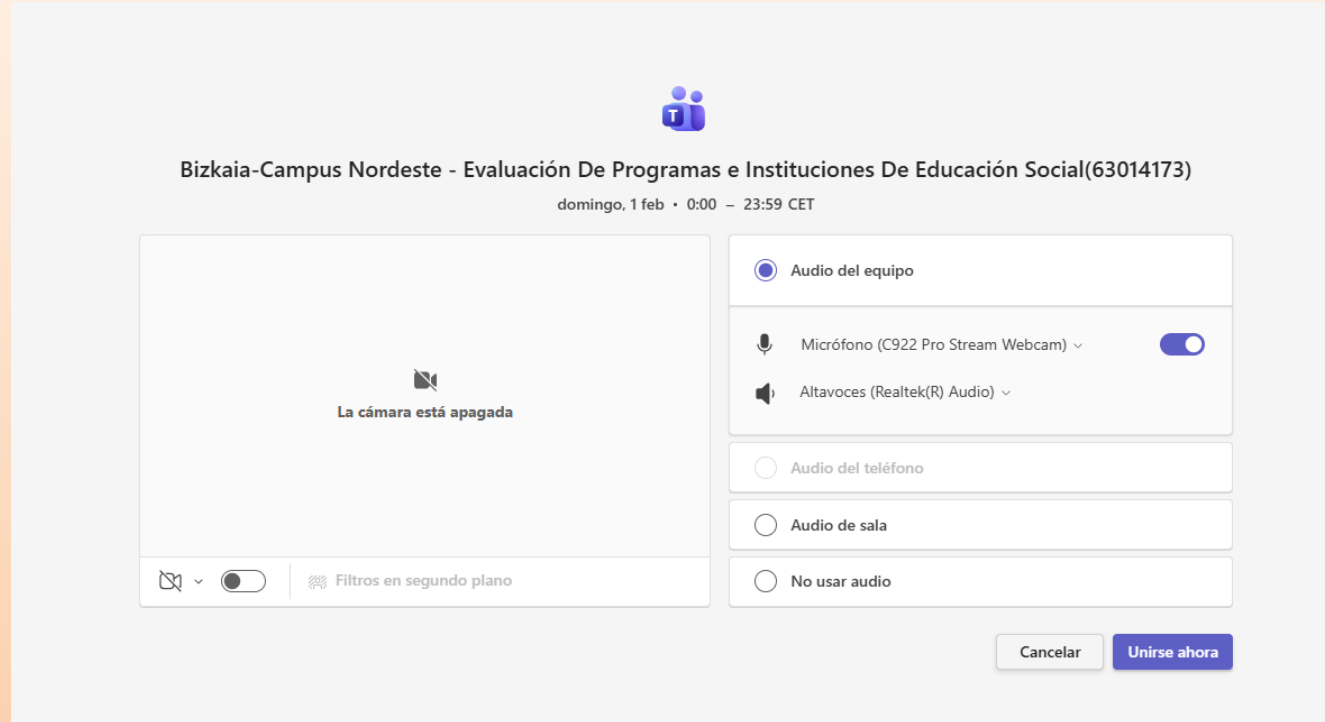 T
Bizkaia-Campus Nordeste - Evaluación De Programas e Instituciones De Educación Social(63014173)
domingo, 1 feb • 0:00 – 23:59 CET
La cámara está apagada
Filtros en segundo plano
Audio del equipo
Micrófono (C922 Pro Stream Webcam)
Altavoces (Realtek(R) Audio)
Audio del teléfono
Audio de sala
No usar audio
Cancelar
Unirse ahora